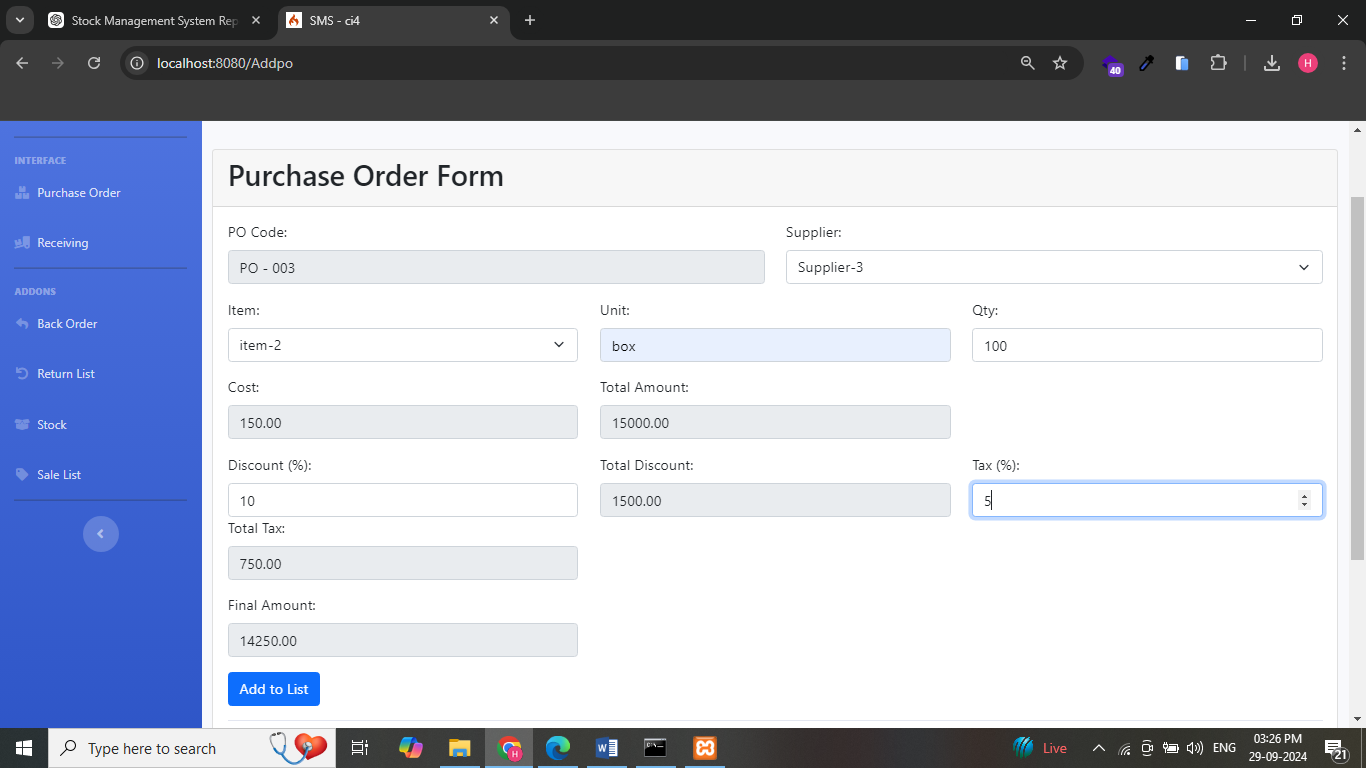 Stock Management System Rep
SMS - ci4
localhost:8080/Addpo
40
H
INTERFACE
Purchase Order
Receiving
ADDONS
Back Order
Return List
Stock
Sale List
Purchase Order Form
PO Code:
Supplier:
PO - 003
Supplier-3
Item:
Unit:
Qty:
item-2
box
100
Cost:
Total Amount:
150.00
15000.00
Discount (%):
Total Discount:
Tax (%):
10
1500.00
5
Total Tax:
750.00
Final Amount:
14250.00
Add to List
Type here to search
H
Live
ENG
03:26 PM
29-09-2024
21